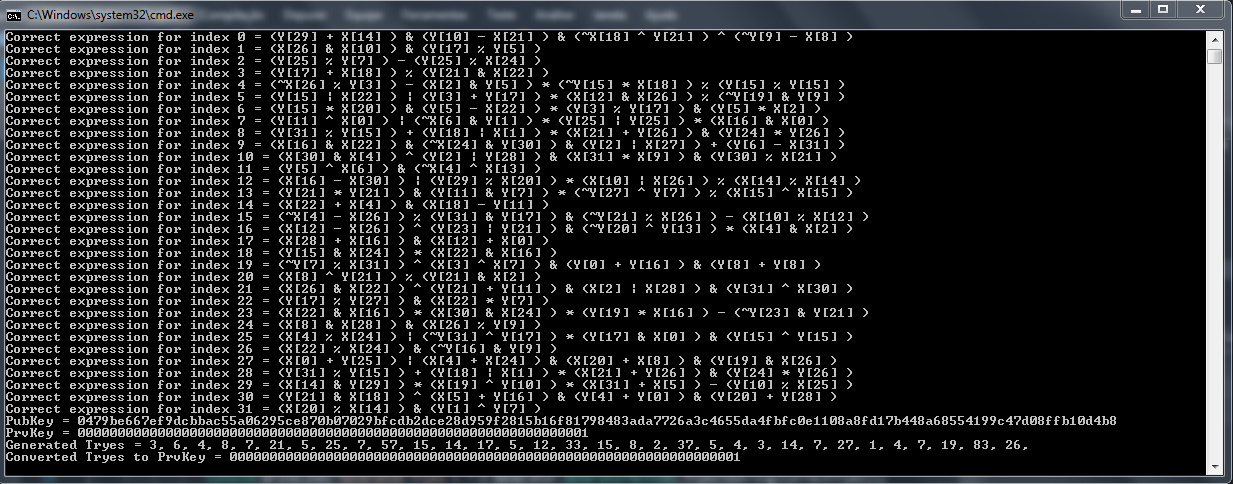 C:\Windows\system32\cmd.exe
Correct expression for index 0 = (Y[29] + X[14] ) & (Y[10] - X[21] ) & (~X[18] ^ Y[21] ) ^ (~Y[9] - X[8] )
Correct expression for index 1 = (X[26] & X[10] ) & (Y[17] % Y[5] )
Correct expression for index 2 = (Y[25] % Y[7] ) - (Y[25] % X[24] )
Correct expression for index 3 = (Y[17] + X[18] ) % (Y[21] & X[22] )
Correct expression for index 4 = (~X[26] % Y[3] ) - (X[2] & Y[5] ) * (~Y[15] * X[18] ) % (Y[15] % Y[15] )
Correct expression for index 5 = (Y[15] ¦ X[22] ) ¦ (Y[3] + Y[17] ) * (X[12] & X[26] ) % (~Y[19] & Y[9] )
Correct expression for index 6 = (Y[15] * X[20] ) & (Y[5] - X[22] ) * (Y[3] % Y[17] ) & (Y[5] * X[2] )
Correct expression for index 7 = (Y[11] ^ X[0] ) ¦ (~X[6] & Y[1] ) * (Y[25] ¦ Y[25] ) * (X[16] & X[0] )
Correct expression for index 8 = (Y[31] % Y[15] ) + (Y[18] ¦ X[1] ) * (X[21] + Y[26] ) & (Y[24] * Y[26] )
Correct expression for index 9 = (X[16] & X[22] ) & (~X[24] & Y[30] ) & (Y[2] ¦ X[27] ) + (Y[6] - X[31] )
Correct expression for index 10 = (X[30] & X[4] ) ^ (Y[2] ¦ Y[28] ) & (X[31] * X[9] ) & (Y[30] % X[21] )
Correct expression for index 11 = (Y[5] ^ X[6] ) & (~X[4] ^ X[13] )
Correct expression for index 12 = (X[16] - X[30] ) ¦ (Y[29] % X[20] ) * (X[10] ¦ X[26] ) % (X[14] % X[14] )
Correct expression for index 13 = (Y[21] * Y[21] ) & (Y[11] & Y[7] ) * (~Y[27] ^ Y[7] ) % (X[15] ^ X[15] )
Correct expression for index 14 = (Y[22] + X[4] ) & (X[18] - Y[11] )
Correct expression for index 15 = (~X[4] - X[26] ) % (Y[31] & Y[17] ) & (~Y[21] % X[26] ) - (X[10] % X[12] )
Correct expression for index 16 = (X[12] - X[26] ) ^ (Y[23] ¦ Y[21] ) & (~Y[20] ^ Y[13] ) * (X[4] & X[2] )
Correct expression for index 17 = (X[28] + X[16] ) & (X[12] + X[0] )
Correct expression for index 18 = (Y[15] & X[24] ) * (X[22] & X[16] )
Correct expression for index 19 = (~Y[7] % X[31] ) ^ (X[3] ^ X[7] ) & (Y[0] + Y[16] ) & (Y[8] + Y[8] )
Correct expression for index 20 = (X[8] ^ Y[21] ) % (Y[21] & X[2] )
Correct expression for index 21 = (X[26] & X[22] ) ^ (Y[21] + Y[11] ) & (X[2] ¦ X[28] ) & (Y[31] ^ X[30] )
Correct expression for index 22 = (Y[17] % Y[27] ) & (X[22] * Y[7] )
Correct expression for index 23 = (X[22] & X[16] ) * (X[30] & X[24] ) * (Y[19] * X[16] ) - (~Y[23] & Y[21] )
Correct expression for index 24 = (X[8] & X[28] ) & (X[26] % Y[9] )
Correct expression for index 25 = (X[4] % X[24] ) ¦ (~Y[31] ^ Y[17] ) * (Y[17] & X[0] ) & (Y[15] ^ Y[15] )
Correct expression for index 26 = (X[22] % X[24] ) & (~Y[16] & Y[9] )
Correct expression for index 27 = (X[0] + Y[25] ) ¦ (X[4] + X[24] ) & (X[20] + X[8] ) & (Y[19] & X[26] )
Correct expression for index 28 = (Y[31] % Y[15] ) + (Y[18] ¦ X[1] ) * (X[21] + Y[26] ) & (Y[24] * Y[26] )
Correct expression for index 29 = (X[14] & Y[29] ) * (X[19] ^ Y[10] ) * (X[31] + X[5] ) - (Y[10] % X[25] )
Correct expression for index 30 = (Y[21] & X[18] ) ^ (X[5] + Y[16] ) & (Y[4] + Y[0] ) & (Y[20] + Y[28] )
Correct expression for index 31 = (X[20] % X[14] ) & (Y[1] ^ Y[7] )
PubKey = 0479be667ef9dcbbac55a06295ce870b07029bfcdb2dce28d959f2815b16f81798483ada7726a3c4655da4fbfc0e1108a8fd17b448a68554199c47d08ffb10d4b8
PrvKey = 0000000000000000000000000000000000000000000000000000000000000001
Generated Tryes = 3, 6, 4, 8, 7, 21, 5, 25, 7, 57, 15, 14, 17, 5, 12, 33, 15, 8, 2, 37, 5, 4, 3, 14, 7, 27, 1, 4, 7, 19, 83, 26,
Converted Tryes to PrvKey = 0000000000000000000000000000000000000000000000000000000000000001